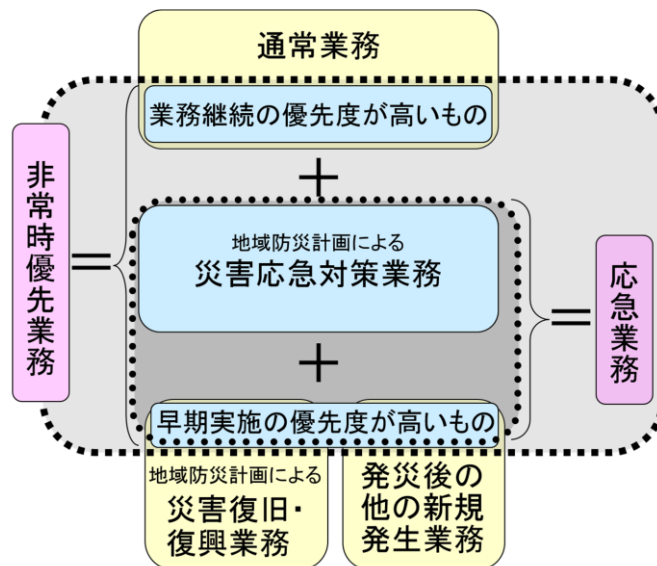 通常業務
業務継続の優先度が高いもの
+
非常時優先業務
=
地域防災計画による
災害応急対策業務
=
応急業務
+
早期実施の優先度が高いもの
地域防災計画による
災害復旧・
復興業務
発災後の
他の新規
発生業務